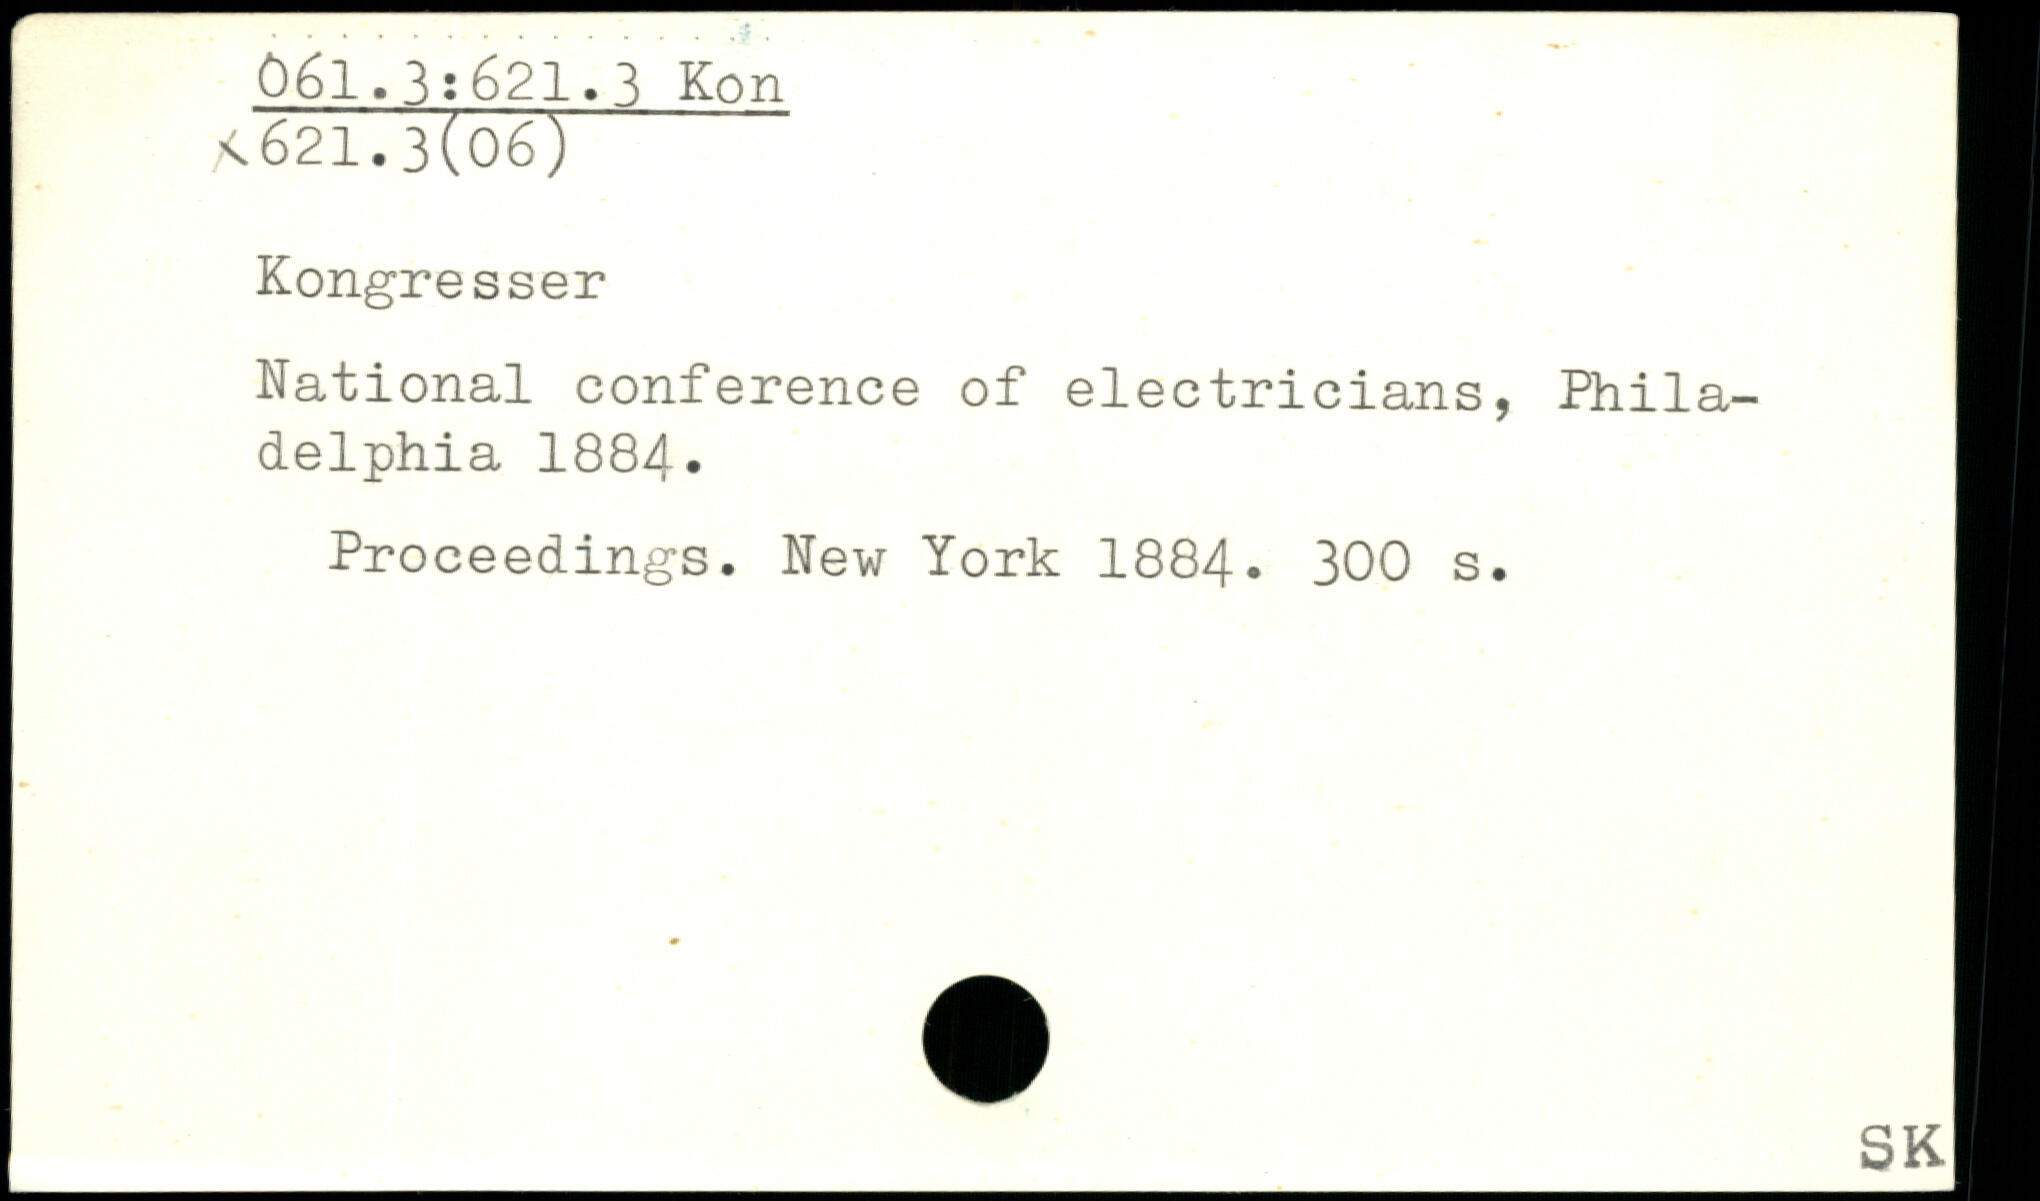 061.3:621.3 Kon
x621.3(06)
Kongresser
National conference of electricians, Phila-
delphia 1884.
Proceedings. New York 1884. 300 s.
SK